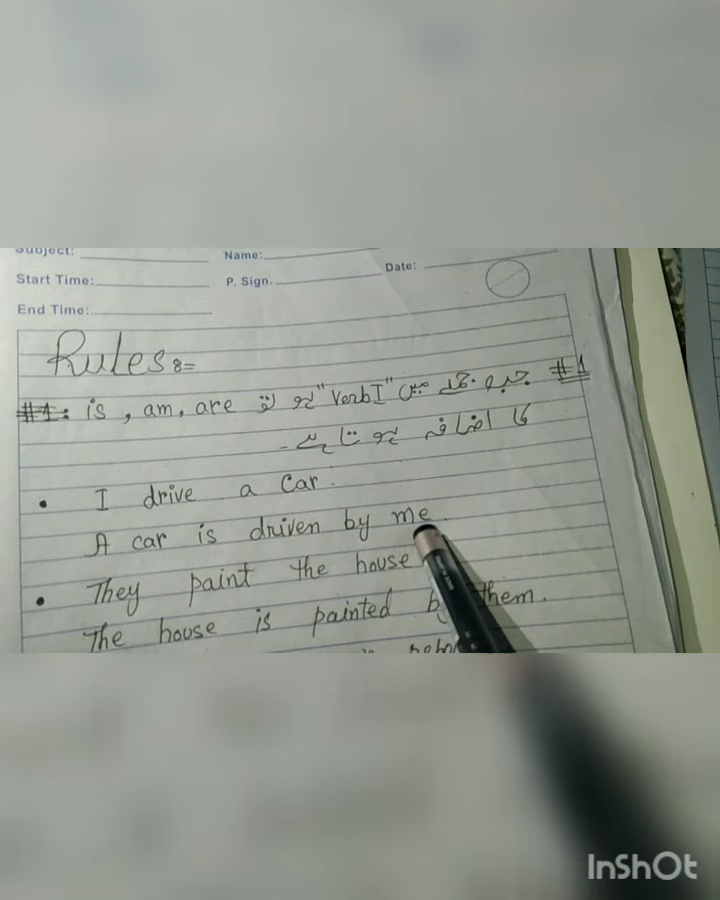 Subject:
Name:
Date:
Start Time:
P. Sign.
End Time:
Rules:=
#1 جب جملے میں "Verb I" ہو تو is, am, are #1:
کا اضافہ ہوتا ہے۔
• I drive a car.
A car is driven by me.
• They paint the house
The house is painted by them.
InShOt